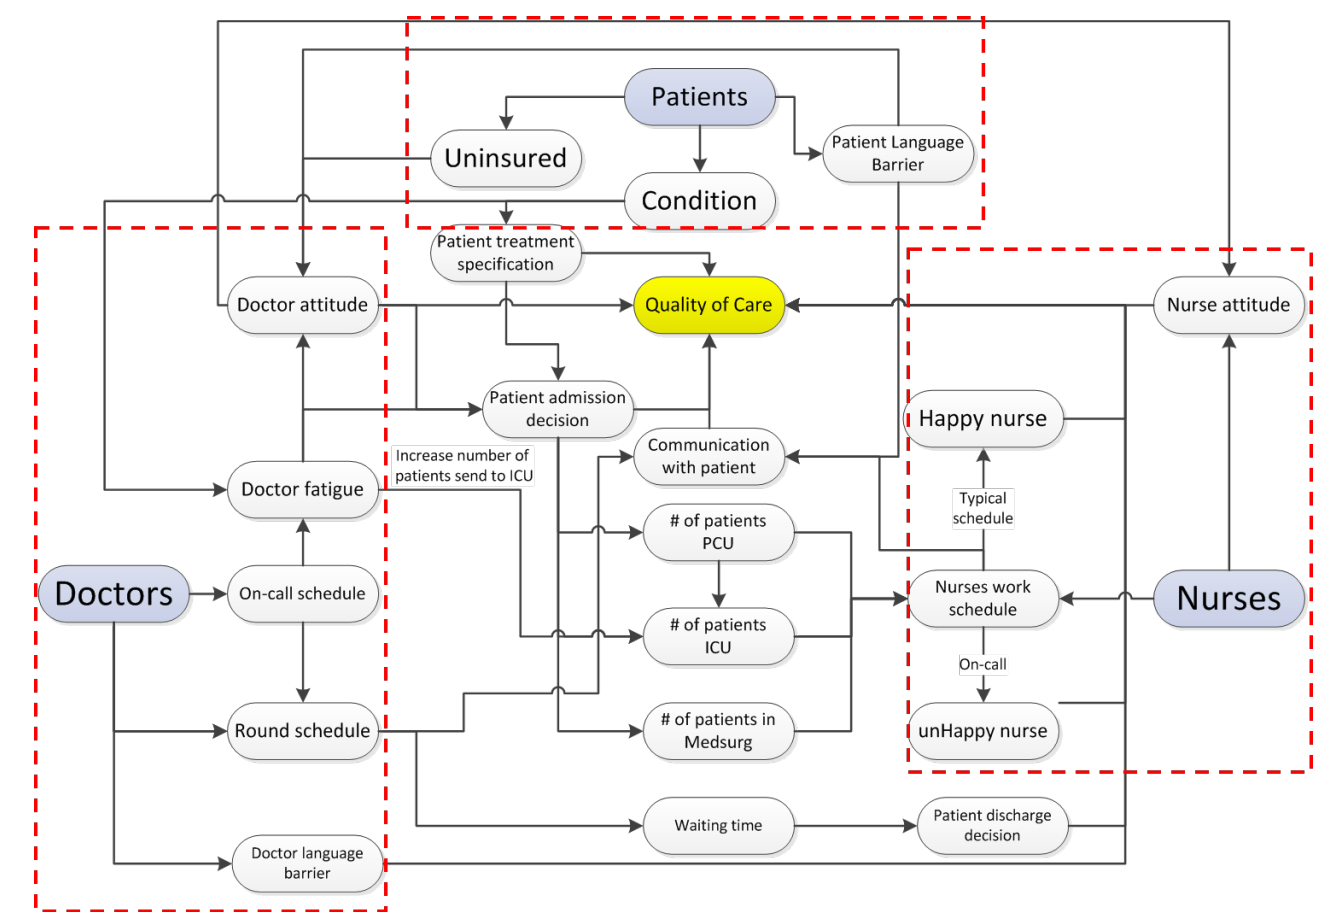 Patients
Patient Language
Barrier
Uninsured
Condition
Patient treatment
specification
Doctor attitude
Quality of Care
Nurse attitude
Patient admission
decision
Happy nurse
Increase number of
patients send to ICU
Communication
with patient
Doctor fatigue
Typical
schedule
# of patients
PCU
Doctors
On-call schedule
Nurses work
schedule
Nurses
# of patients
ICU
On-call
Round schedule
# of patients in
Medsurg
unHappy nurse
Waiting time
Patient discharge
decision
Doctor language
barrier